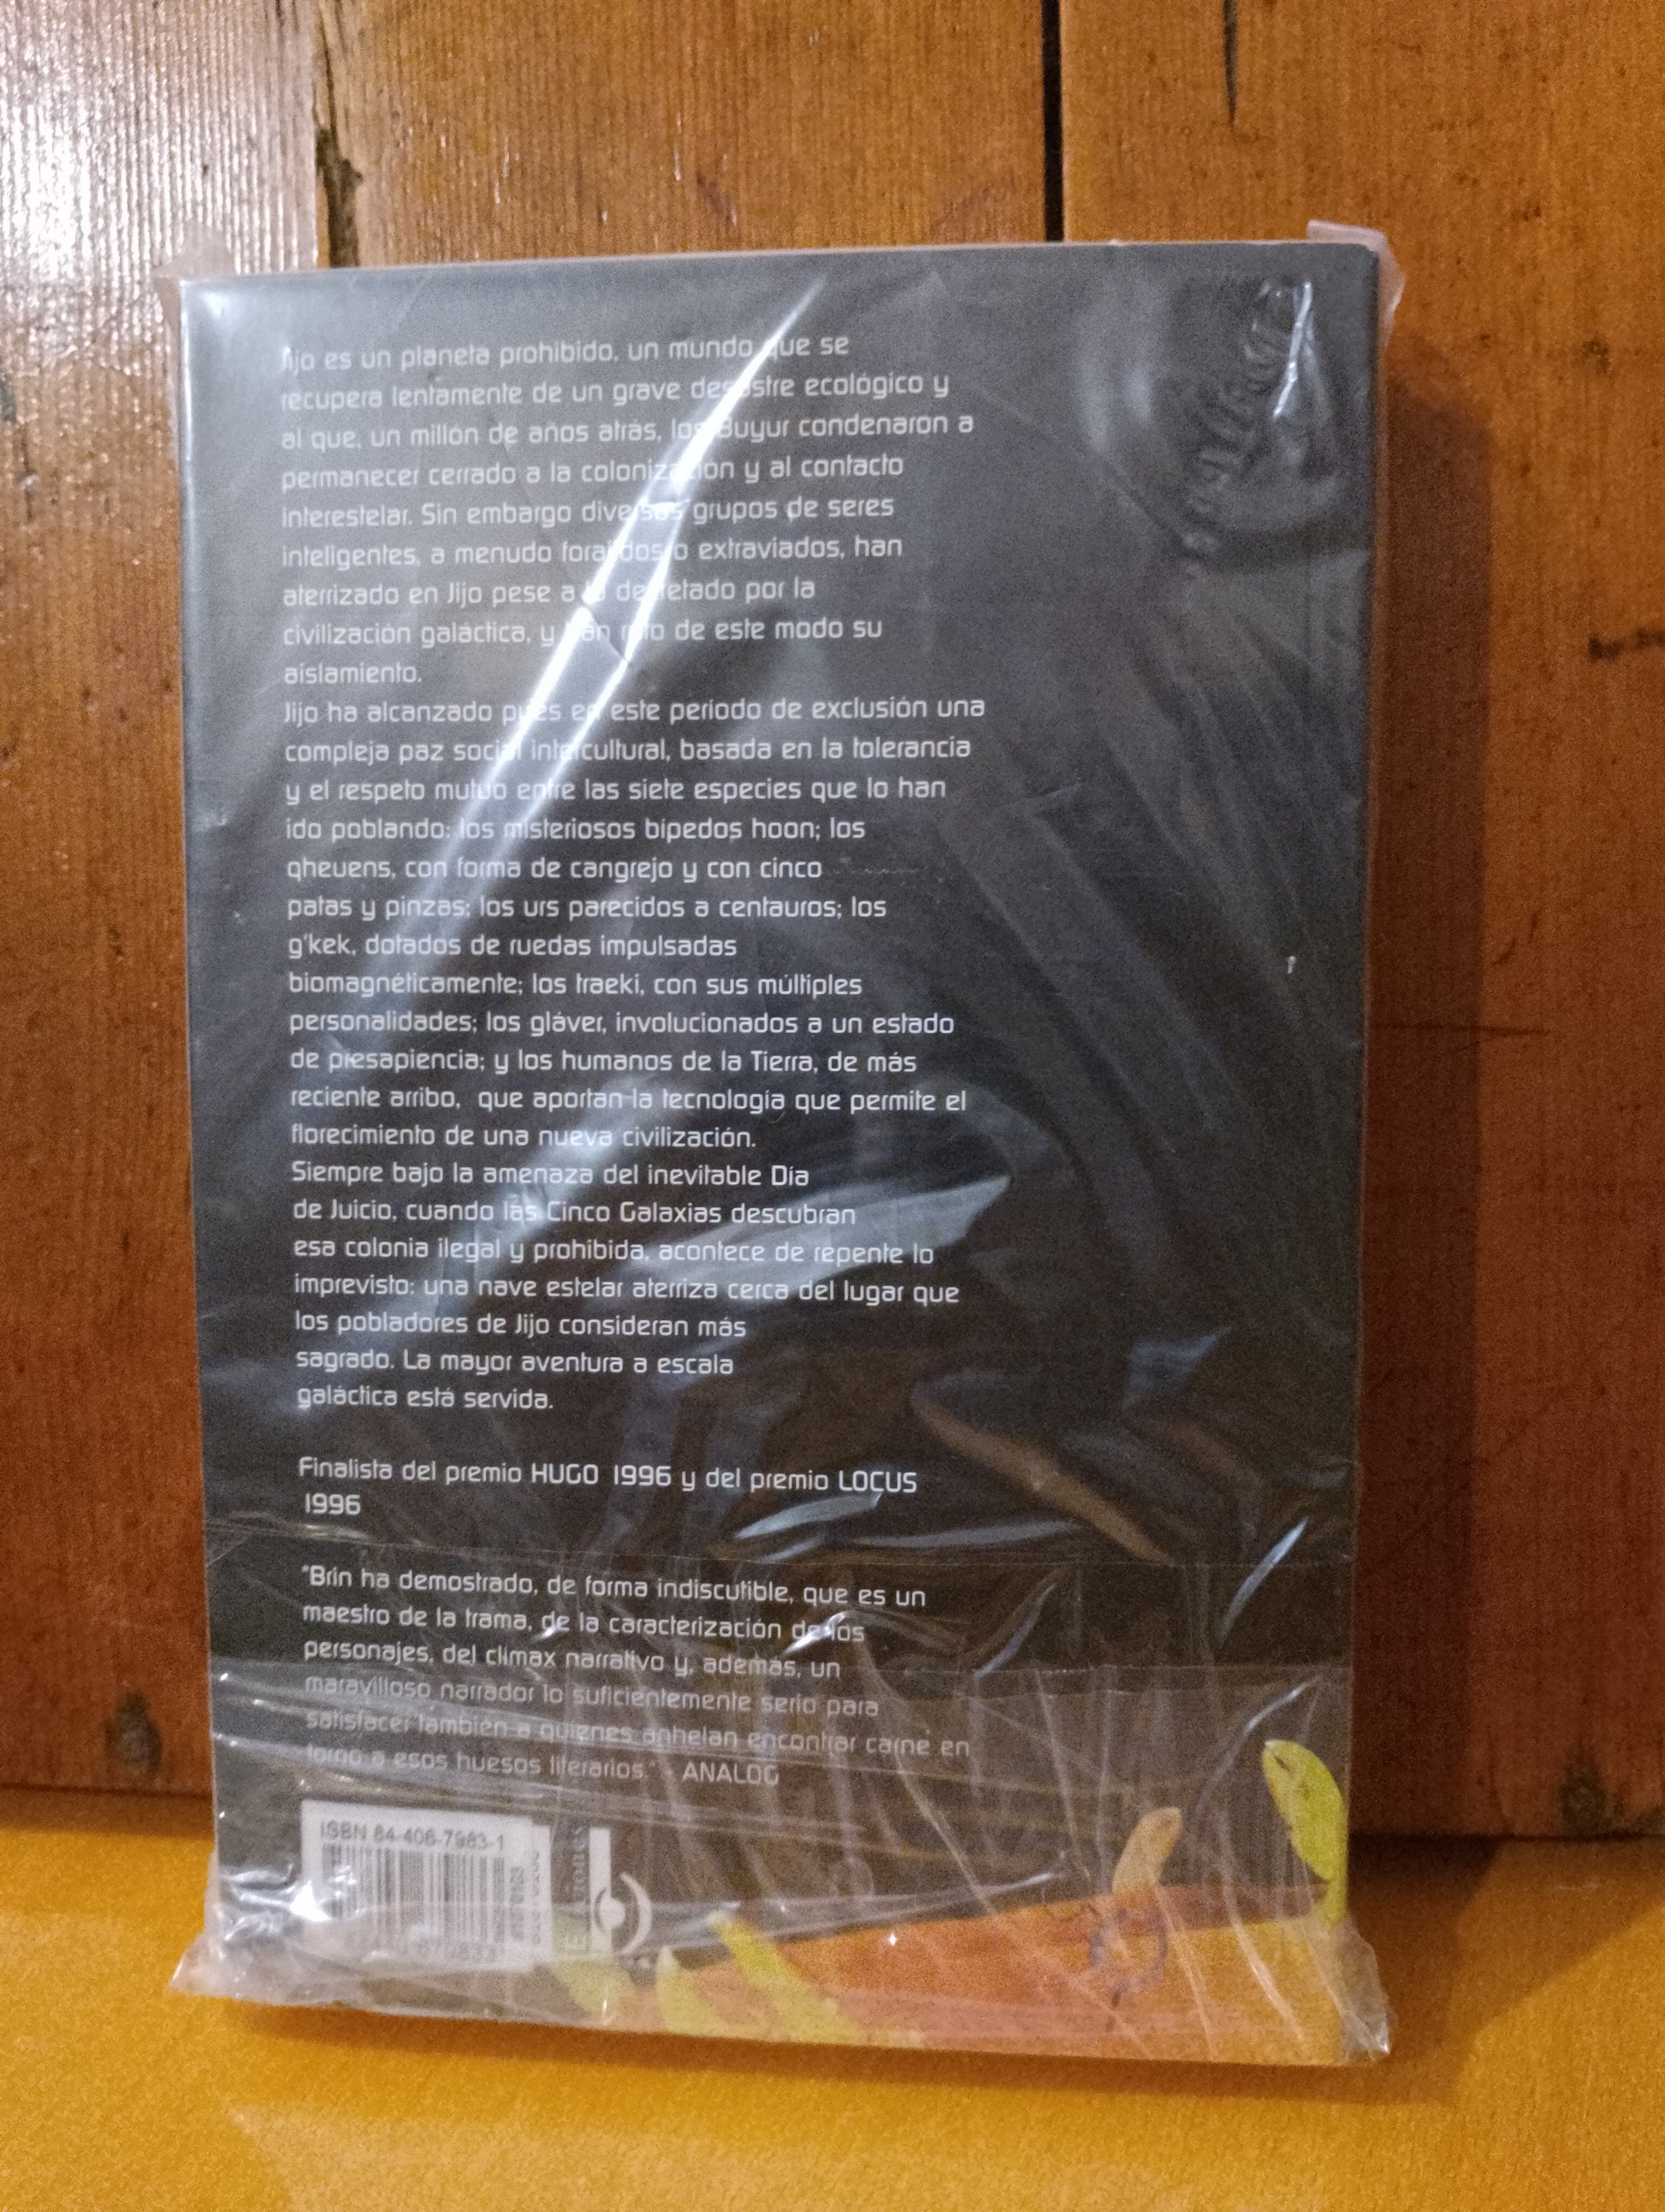 Jijo es un planeta prohibido, un mundo que se
recupera lentamente de un grave desastre ecológico y
al que, un millón de años atrás, los Buyur condenaron a
permanecer cerrado a la colonización y al contacto
interestelar. Sin embargo diversos grupos de seres
inteligentes, a menudo forajidos o extraviados, han
aterrizado en Jijo pese a lo decretado por la
civilización galáctica, y han roto de este modo su
aislamiento.
Jijo ha alcanzado pues en este período de exclusión una
compleja paz social intercultural, basada en la tolerancia
y el respeto mutuo entre las siete especies que lo han
ido poblando: los misteriosos bípedos hoon; los
qheuens, con forma de cangrejo y con cinco
patas y pinzas; los urs parecidos a centauros; los
g'kek, dotados de ruedas impulsadas
biomagnéticamente; los traeki, con sus múltiples
personalidades; los gláver, involucionados a un estado
de presapiencia; y los humanos de la Tierra, de más
reciente arribo, que aportan la tecnología que permite el
florecimiento de una nueva civilización.
Siempre bajo la amenaza del inevitable Día
de Juicio, cuando las Cinco Galaxias descubran
esa colonia ilegal y prohibida, acontece de repente lo
imprevisto: una nave estelar aterriza cerca del lugar que
los pobladores de Jijo consideran más
sagrado. La mayor aventura a escala
galáctica está servida.
Finalista del premio HUGO 1996 y del premio LOCUS
1996
"Brin ha demostrado, de forma indiscutible, que es un
maestro de la trama, de la caracterización de los
personajes, del clímax narrativo y, además, un
maravilloso narrador lo suficientemente serio para
satisfacer también a quienes anhelan encontrar carne en
torno a esos huesos literarios." - ANALOG
ISBN 84-406-7983-1